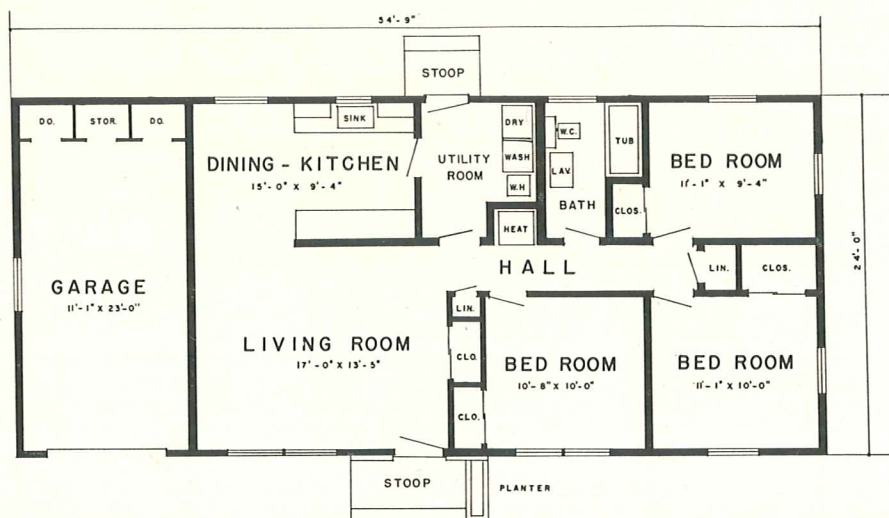 54'-9"
STOOP
DO.
STOR.
DO.
SINK
DRY
WASH
W.H
W.C.
LAV.
TUB
DINING - KITCHEN
15'-0" X 9'-4"
UTILITY
ROOM
BATH
CLOS.
BED ROOM
11'-1" X 9'-4"
HEAT
HALL
LIN.
CLOS.
24'-0"
GARAGE
11'-1" X 23'-0"
LIVING ROOM
17'-0" X 13'-5"
LIN.
CLO.
CLO.
BED ROOM
10'-8" X 10'-0"
BED ROOM
11'-1" X 10'-0"
STOOP
PLANTER